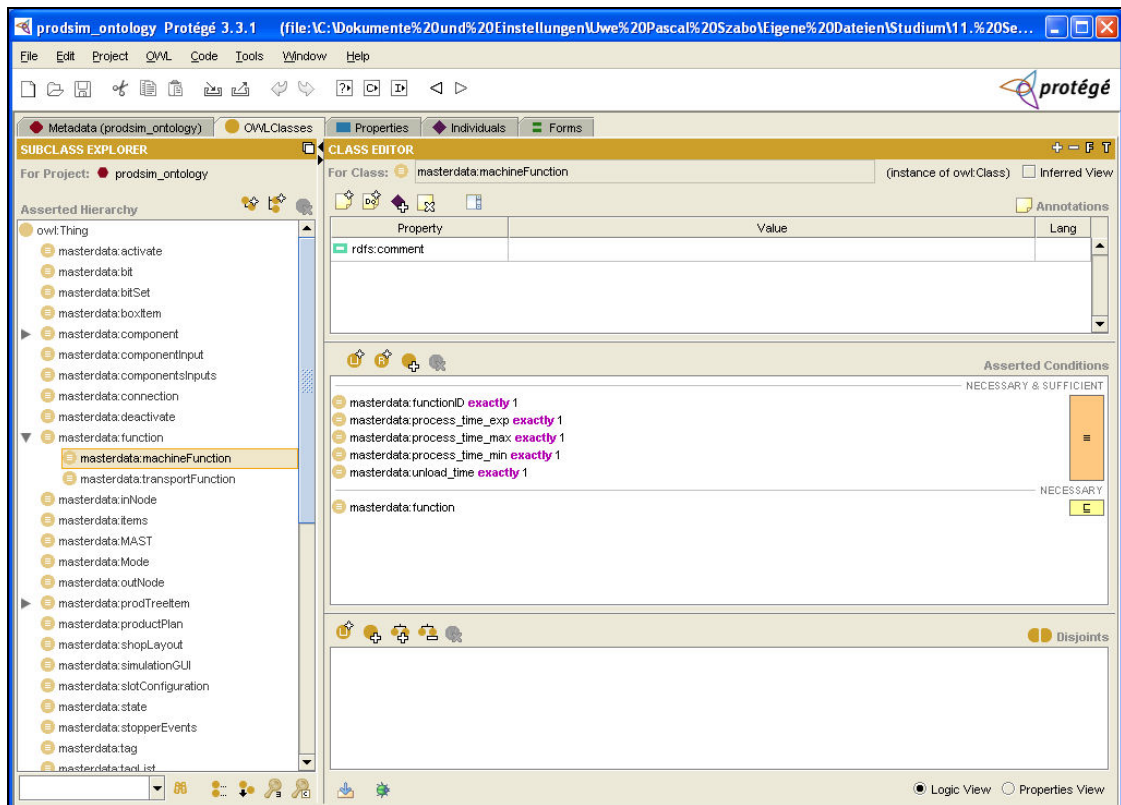 prodsim_ontology Protégé 3.3.1 (file:\C:\Dokumente%20und%20Einstellungen\Uwe%20Pascal%20Szabo\Eigene%20Dateien\Studium\11.%20Se...
File Edit Project OWL Code Tools Window Help
protégé
Metadata (prodsim_ontology) OWLClasses Properties Individuals Forms
SUBCLASS EXPLORER
For Project: prodsim_ontology
Asserted Hierarchy
owl:Thing
masterdata:activate
masterdata:bit
masterdata:bitSet
masterdata:boxItem
masterdata:component
masterdata:componentInput
masterdata:componentsInputs
masterdata:connection
masterdata:deactivate
masterdata:function
masterdata:machineFunction
masterdata:transportFunction
masterdata:inNode
masterdata:items
masterdata:MAST
masterdata:Mode
masterdata:outNode
masterdata:prodTreeItem
masterdata:productPlan
masterdata:shopLayout
masterdata:simulationGUI
masterdata:slotConfiguration
masterdata:state
masterdata:stopperEvents
masterdata:tag
masterdata:tagList
CLASS EDITOR
F T
For Class: masterdata:machineFunction (instance of owl:Class) Inferred View
Annotations
Property Value Lang
rdfs:comment
Asserted Conditions
NECESSARY & SUFFICIENT
masterdata:functionID exactly 1
masterdata:process_time_exp exactly 1
masterdata:process_time_max exactly 1
masterdata:process_time_min exactly 1
masterdata:unload_time exactly 1
≡
NECESSARY
masterdata:function
⊑
Disjoints
Logic View Properties View